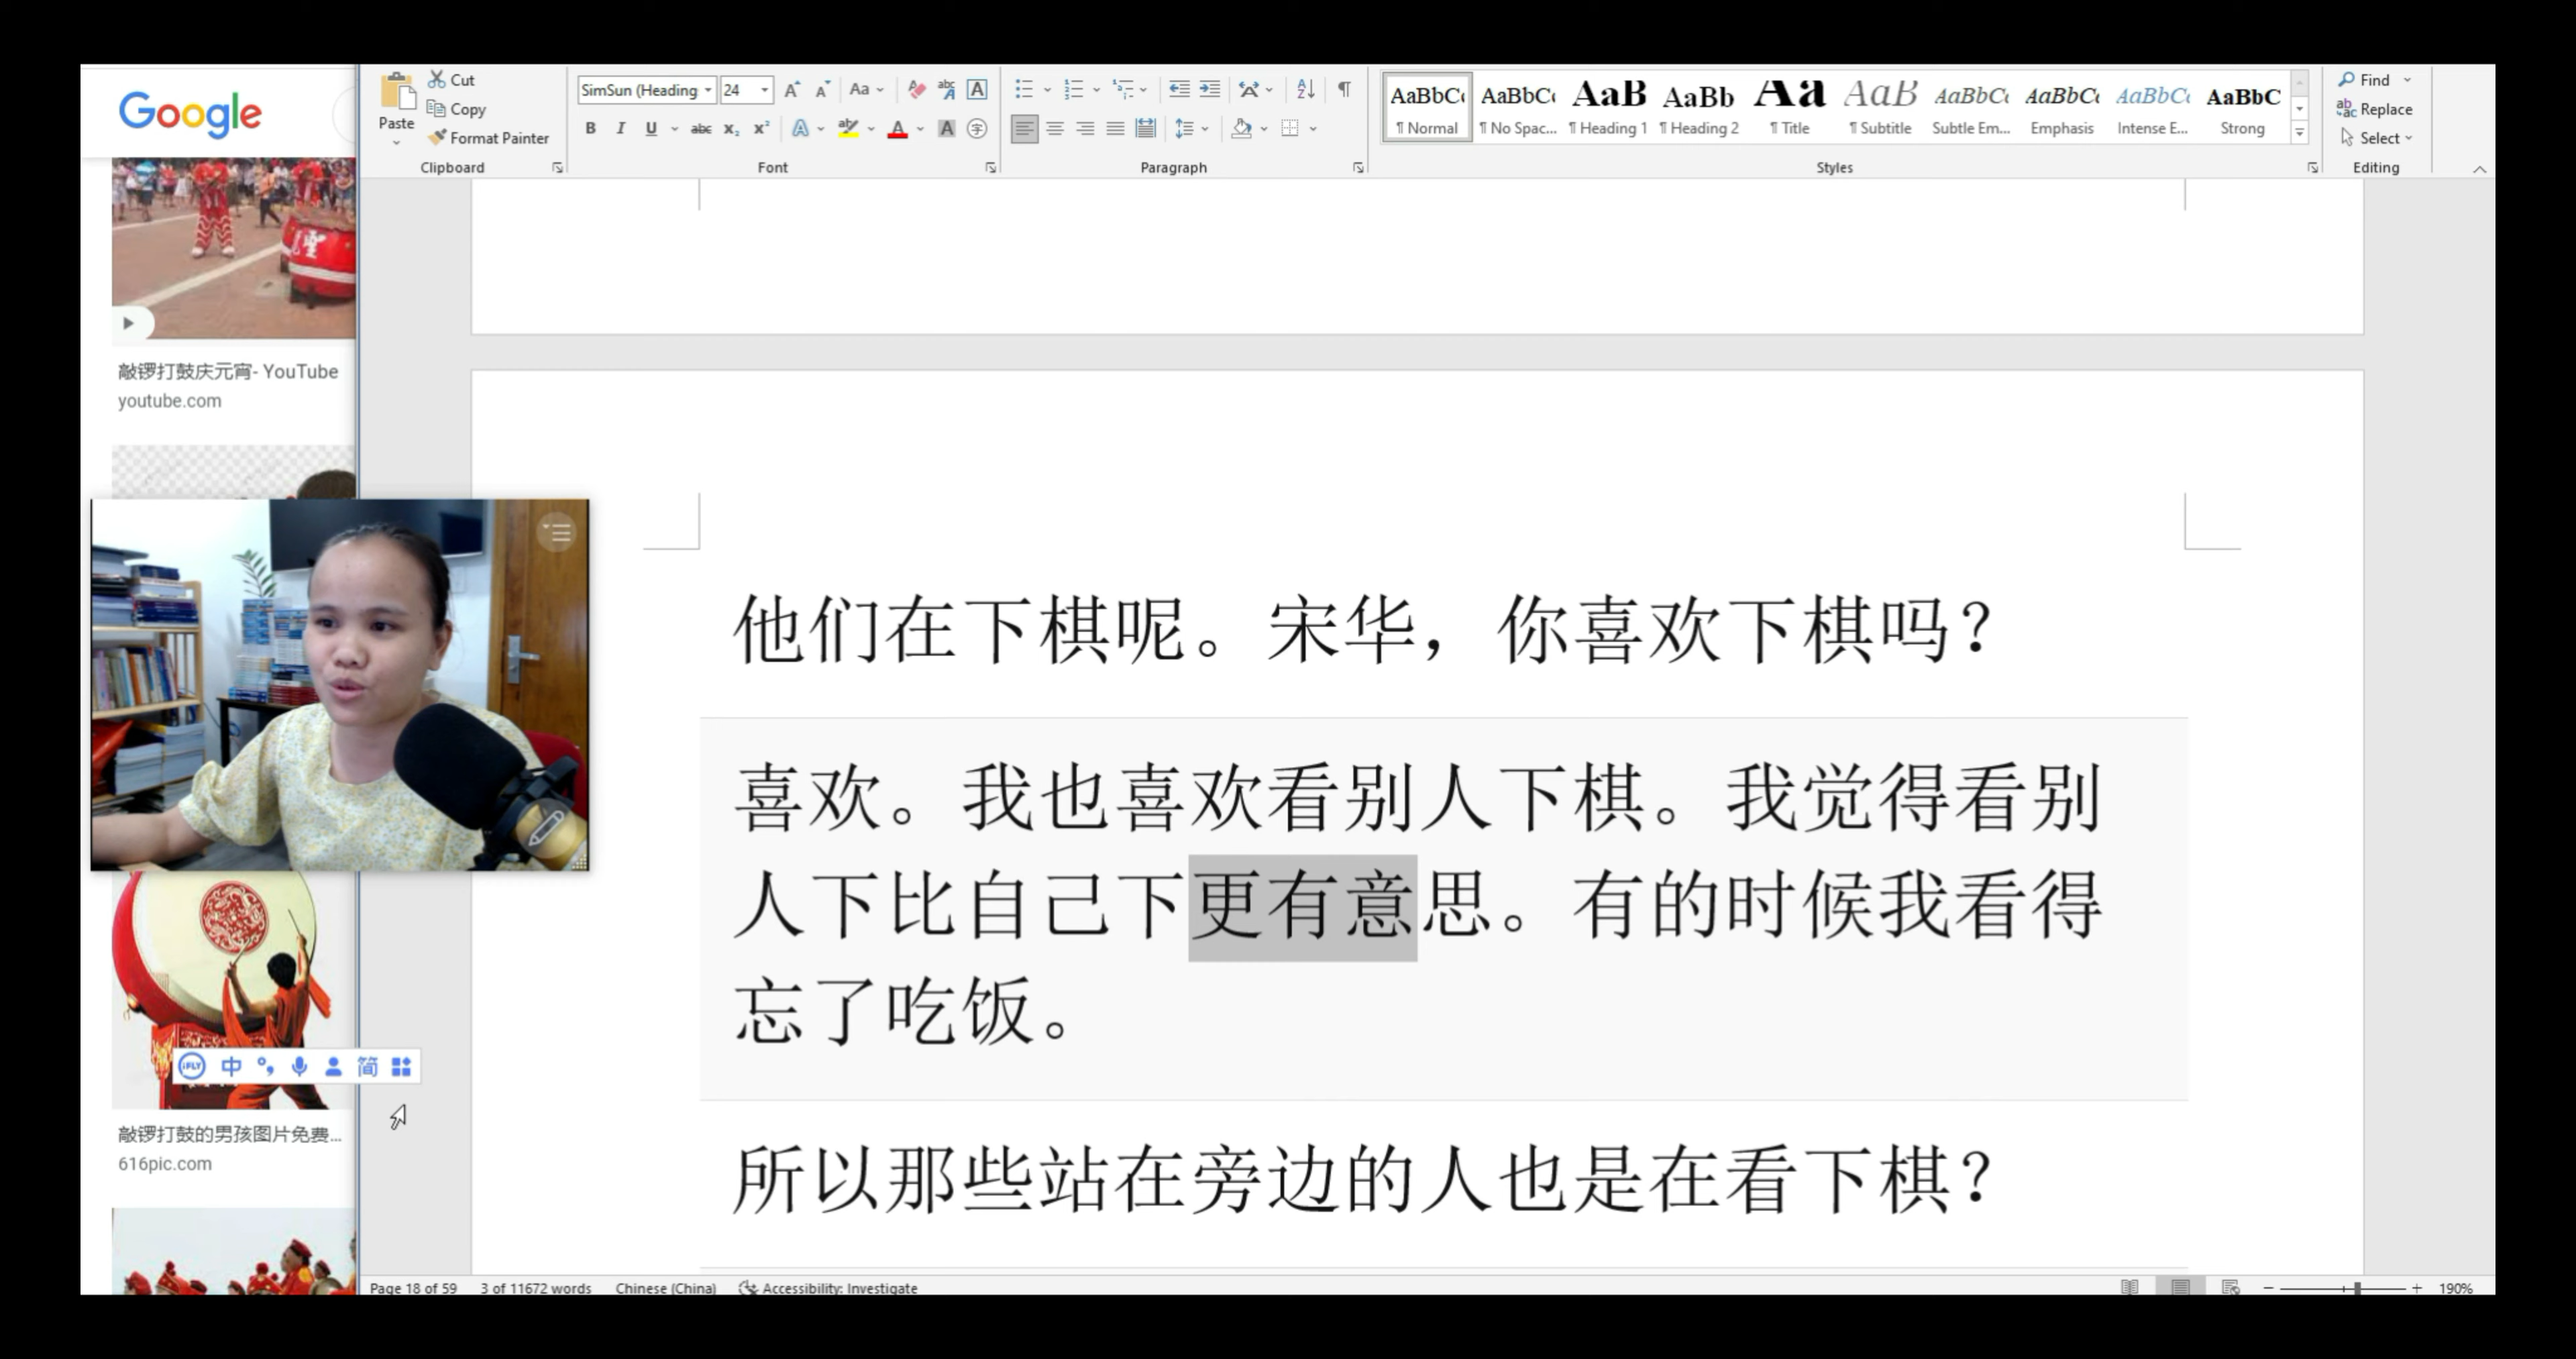 Google
敲锣打鼓庆元宵- YouTube
youtube.com
敲锣打鼓的男孩图片免费...
616pic.com
iFLY 中 简
Paste
Cut
Copy
Format Painter
Clipboard
SimSun (Heading
24
Aa
B I U abc x₂ x² A A A 字
Font
Paragraph
AaBbC AaBbC AaB AaBb Aa AaB AaBbC AaBbC AaBbC AaBbC
¶ Normal ¶ No Spac... ¶ Heading 1 ¶ Heading 2 ¶ Title ¶ Subtitle Subtle Em... Emphasis Intense E... Strong
Styles
Find
Replace
Select
Editing
他们在下棋呢。宋华，你喜欢下棋吗？
喜欢。我也喜欢看别人下棋。我觉得看别
人下比自己下更有意思。有的时候我看得
忘了吃饭。
所以那些站在旁边的人也是在看下棋？
Page 18 of 59 3 of 11672 words Chinese (China) Accessibility: Investigate
190%